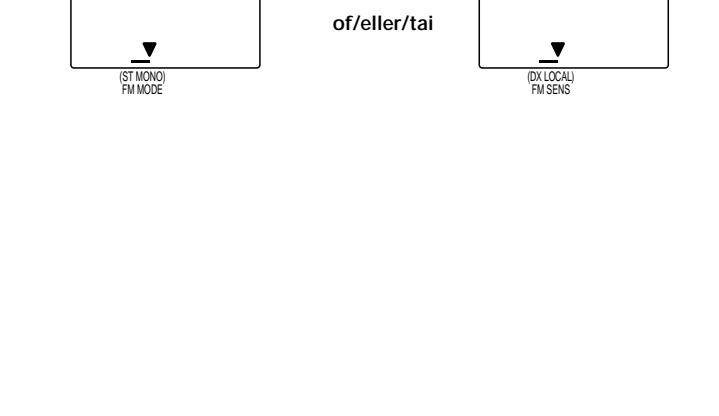 of/eller/tai
(ST MONO)
FM MODE
(DX LOCAL)
FM SENS